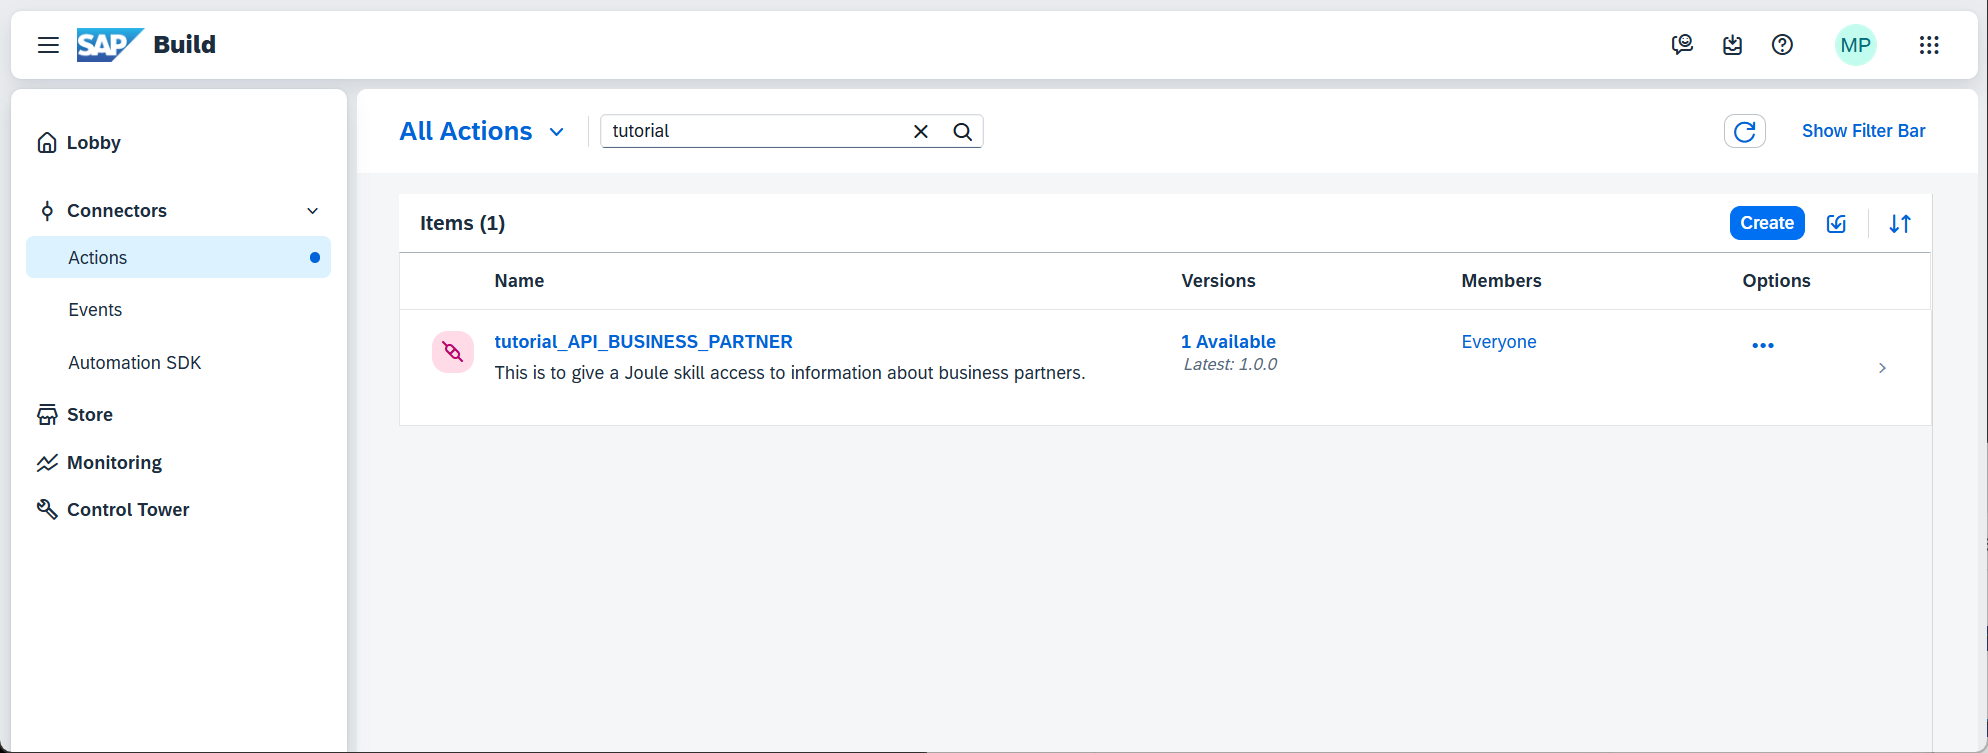 SAP Build
MP
Lobby
Connectors
Actions
Events
Automation SDK
Store
Monitoring
Control Tower
All Actions
tutorial
Show Filter Bar
Items (1)
Create
Name Versions Members Options
tutorial_API_BUSINESS_PARTNER 1 Available Everyone
Latest: 1.0.0
This is to give a Joule skill access to information about business partners.